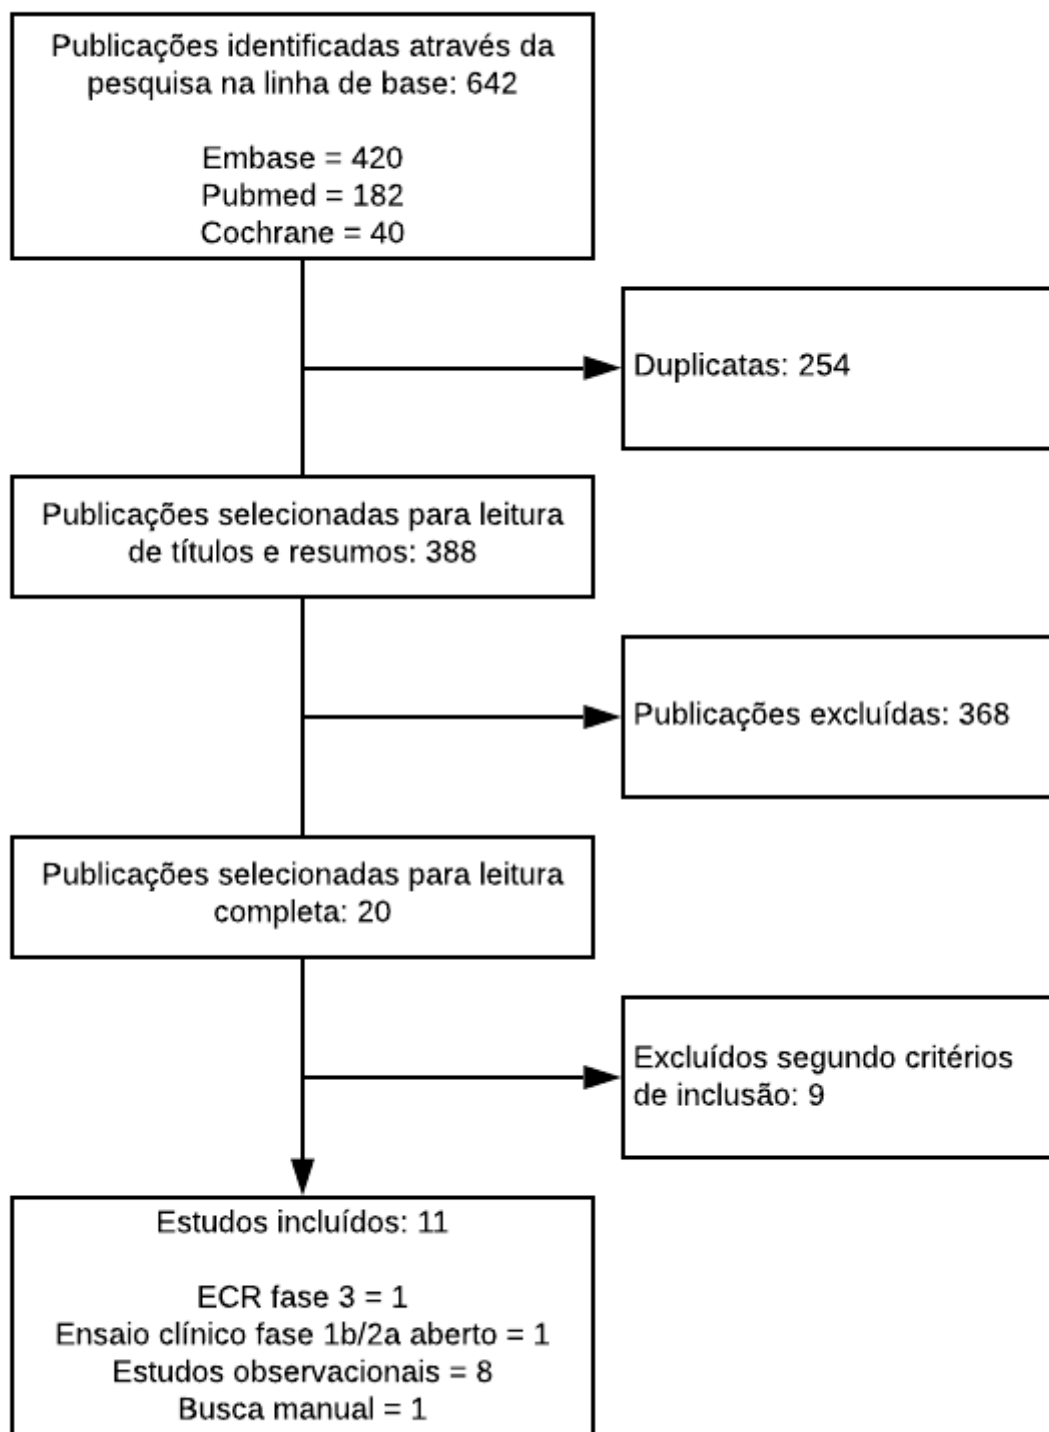 Publicações identificadas através da
pesquisa na linha de base: 642
Embase = 420
Pubmed = 182
Cochrane = 40
Duplicatas: 254
Publicações selecionadas para leitura
de títulos e resumos: 388
Publicações excluídas: 368
Publicações selecionadas para leitura
completa: 20
Excluídos segundo critérios
de inclusão: 9
Estudos incluídos: 11
ECR fase 3 = 1
Ensaio clínico fase 1b/2a aberto = 1
Estudos observacionais = 8
Busca manual = 1